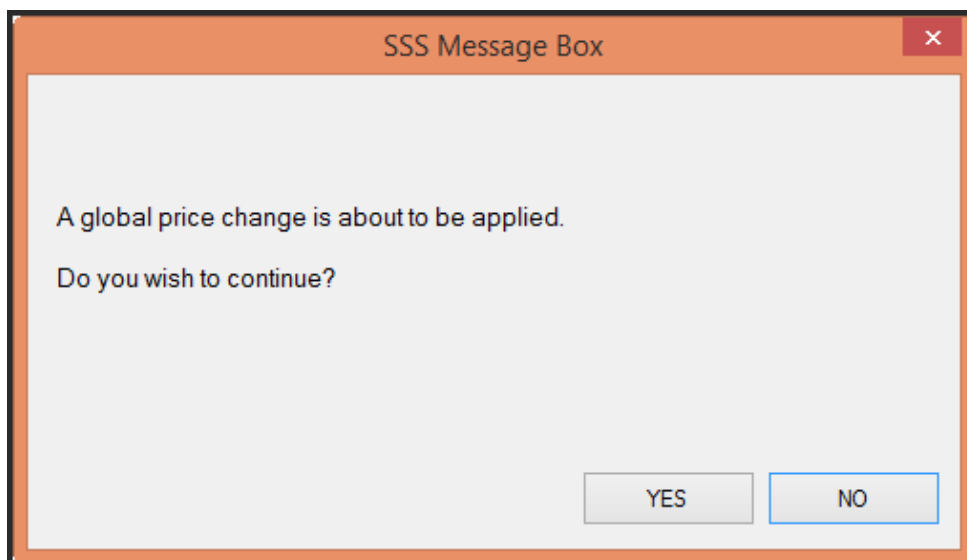 SSS Message Box
A global price change is about to be applied.
Do you wish to continue?
YES
NO